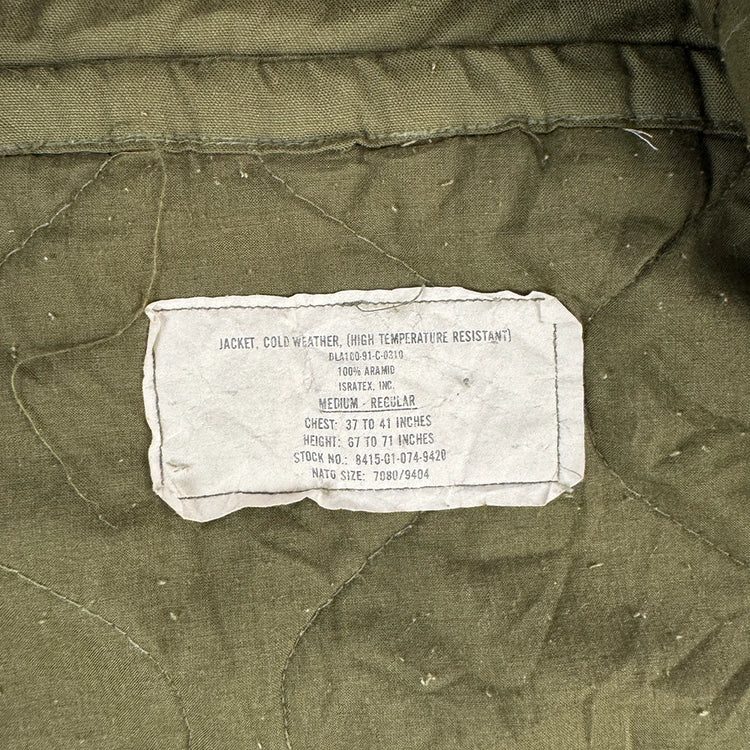 JACKET, COLD WEATHER, (HIGH TEMPERATURE RESISTANT)
DLA100-91-C-0310
100% ARAMID
ISRATEX, INC.
MEDIUM - REGULAR
CHEST: 37 TO 41 INCHES
HEIGHT: 67 TO 71 INCHES
STOCK NO.: 8415-01-074-9420
NATO SIZE: 7080/9404